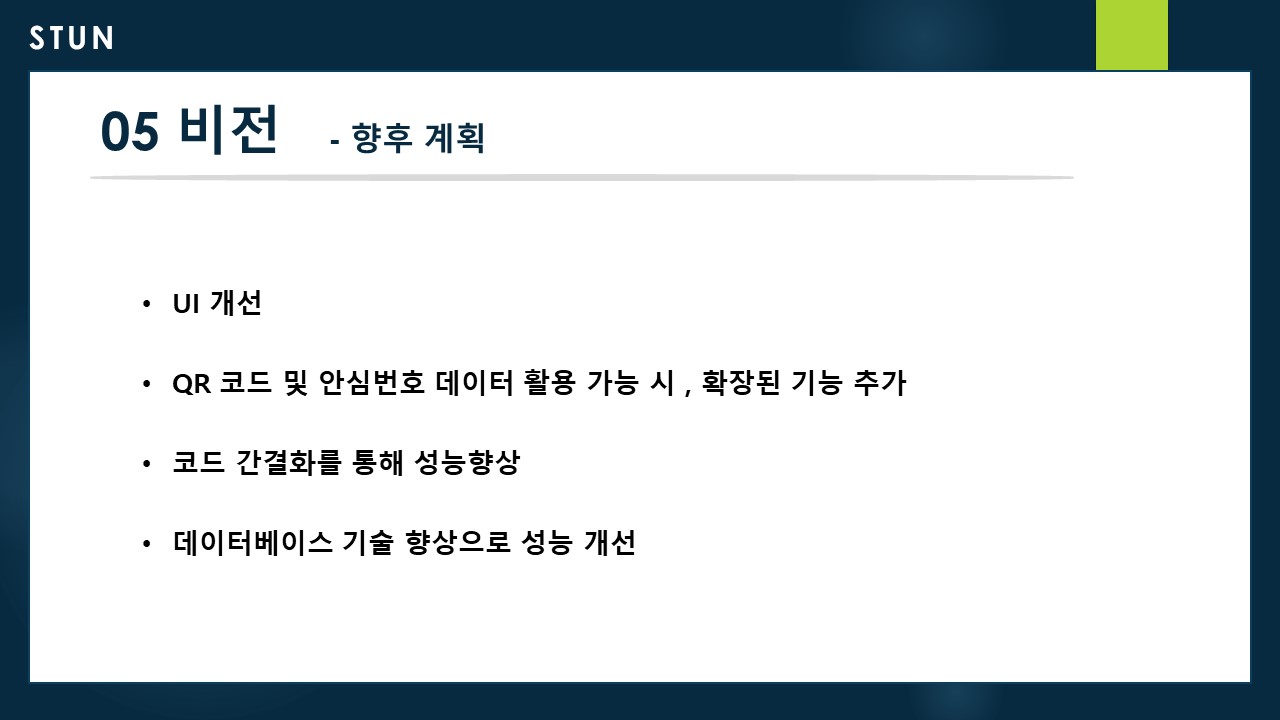 STUN
05 비전 - 향후 계획
• UI 개선
• QR 코드 및 안심번호 데이터 활용 가능 시 , 확장된 기능 추가
• 코드 간결화를 통해 성능향상
• 데이터베이스 기술 향상으로 성능 개선